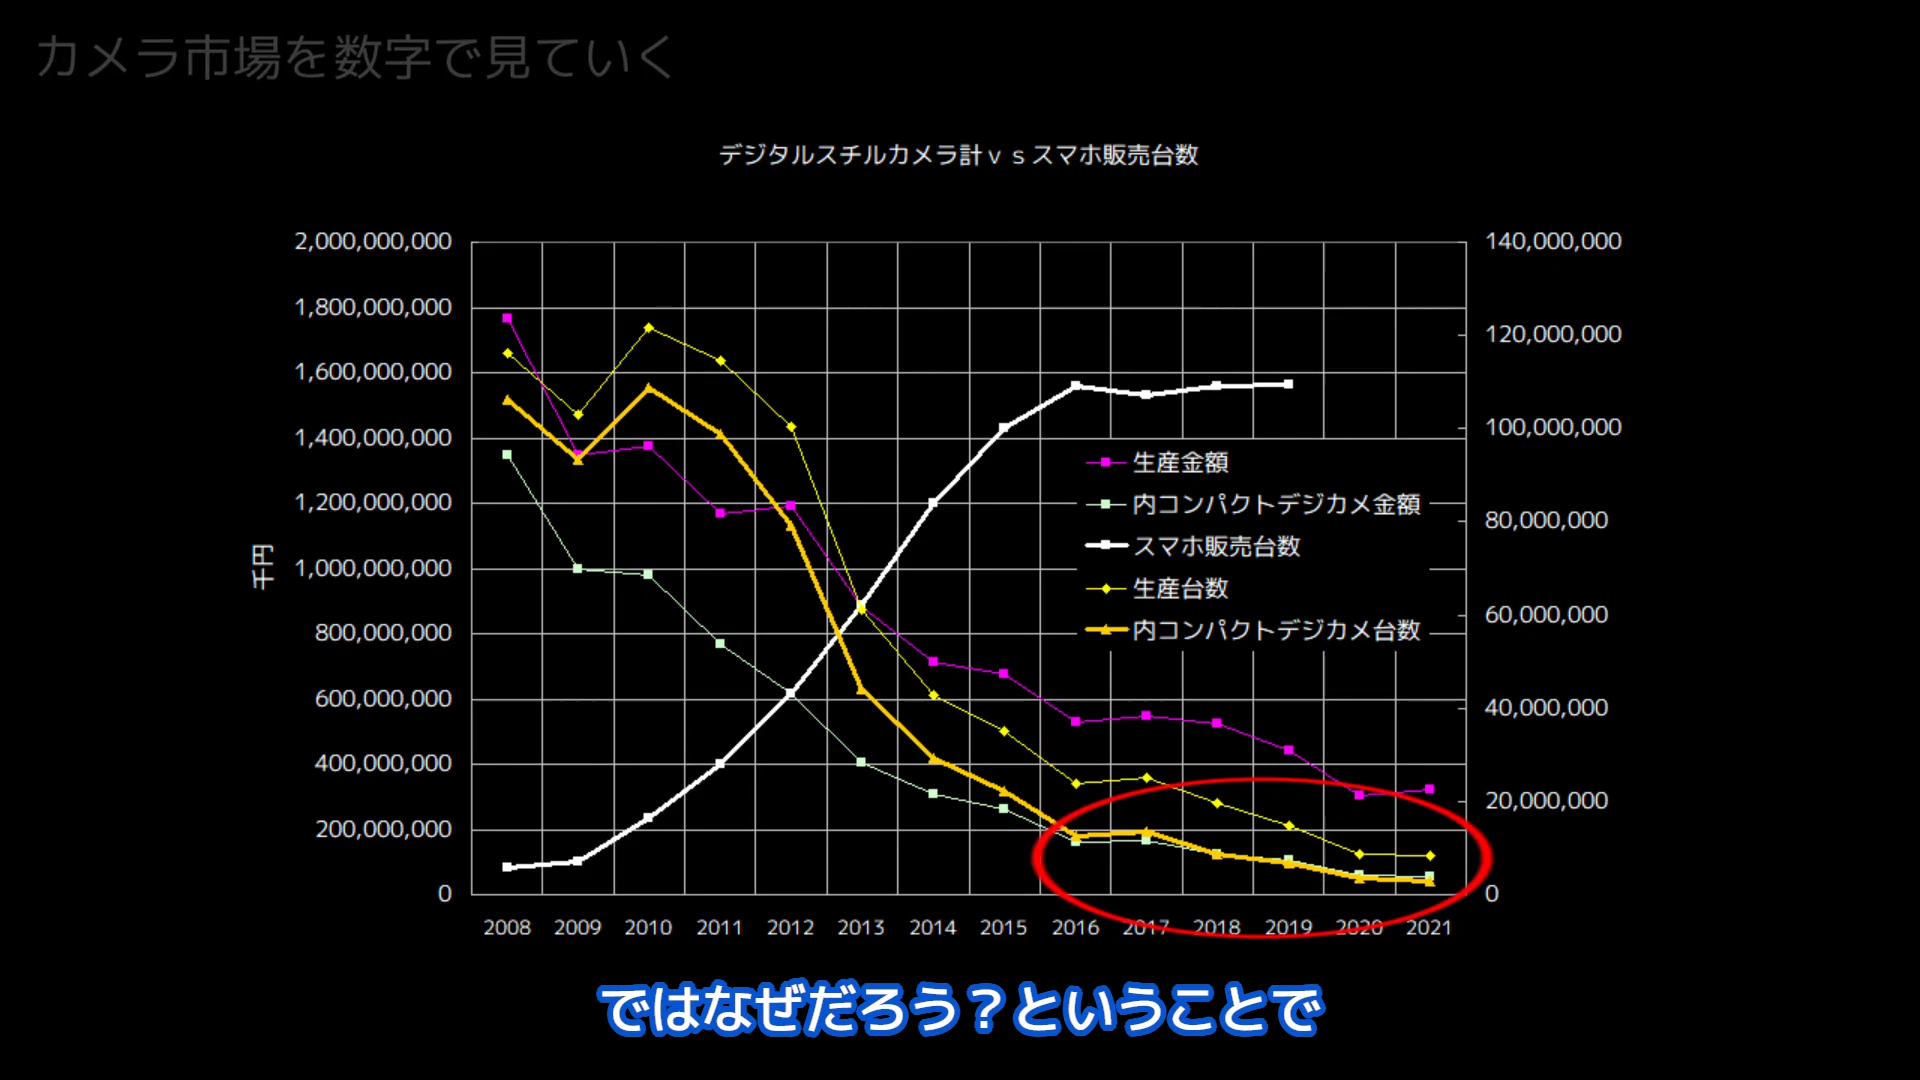 カメラ市場を数字で見ていく
デジタルスチルカメラ計ｖｓスマホ販売台数
2,000,000,000
1,800,000,000
1,600,000,000
1,400,000,000
1,200,000,000
1,000,000,000
800,000,000
600,000,000
400,000,000
200,000,000
0
千円
140,000,000
120,000,000
100,000,000
80,000,000
60,000,000
40,000,000
20,000,000
0
生産金額
内コンパクトデジカメ金額
スマホ販売台数
生産台数
内コンパクトデジカメ台数
2008 2009 2010 2011 2012 2013 2014 2015 2016 2017 2018 2019 2020 2021
ではなぜだろう？ということで